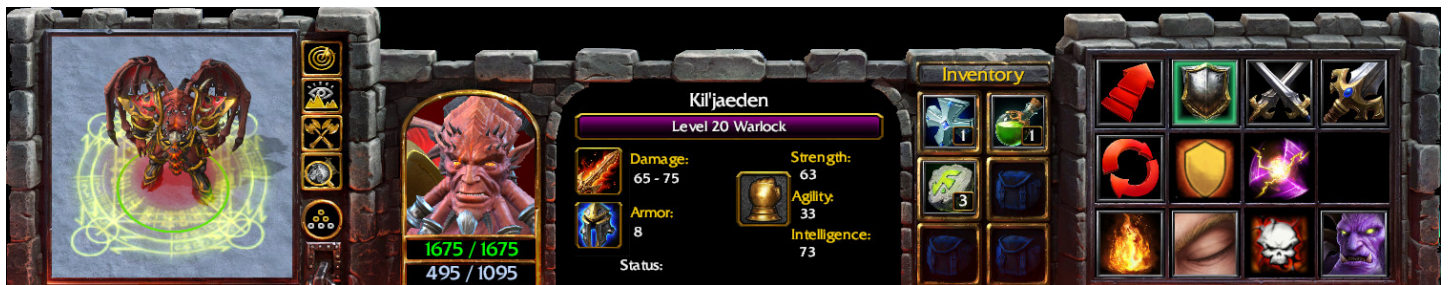 Kil'jaeden
Level 20 Warlock
Damage:
65 - 75
Armor:
8
Status:
Strength:
63
Agility:
33
Intelligence:
73
1675 / 1675
495 / 1095
Inventory
1
1
3